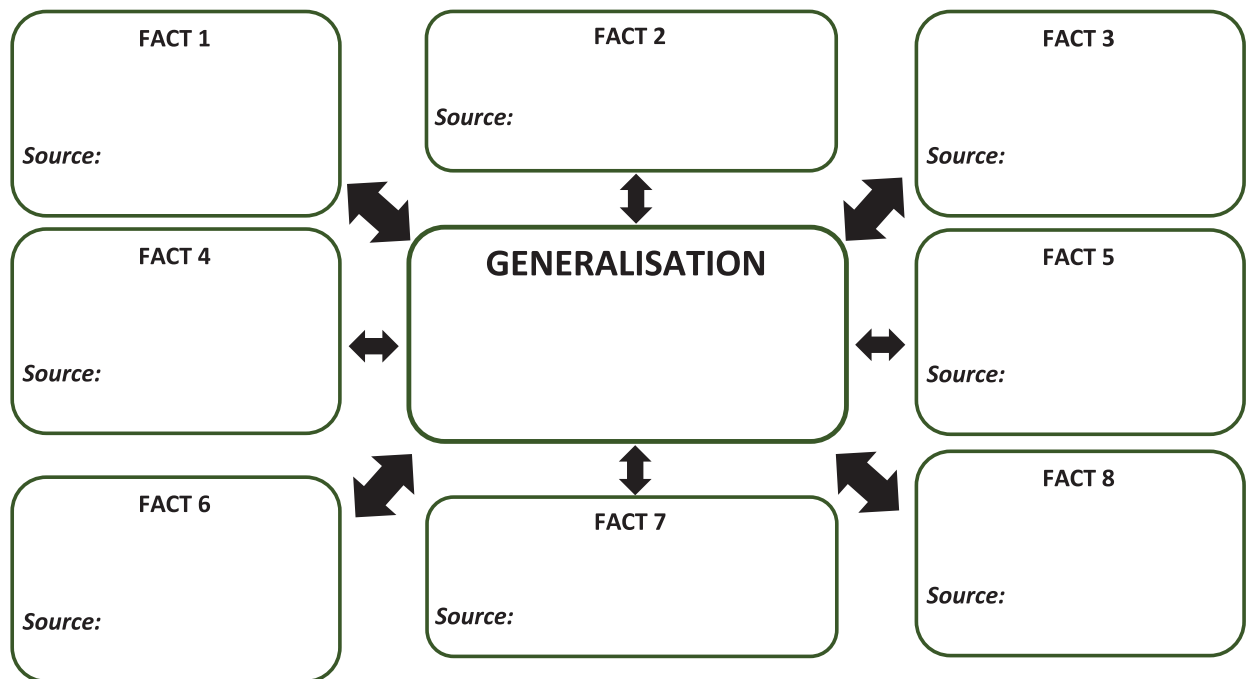 FACT 1
Source:
FACT 2
Source:
FACT 3
Source:
FACT 4
Source:
GENERALISATION
FACT 5
Source:
FACT 6
Source:
FACT 7
Source:
FACT 8
Source: